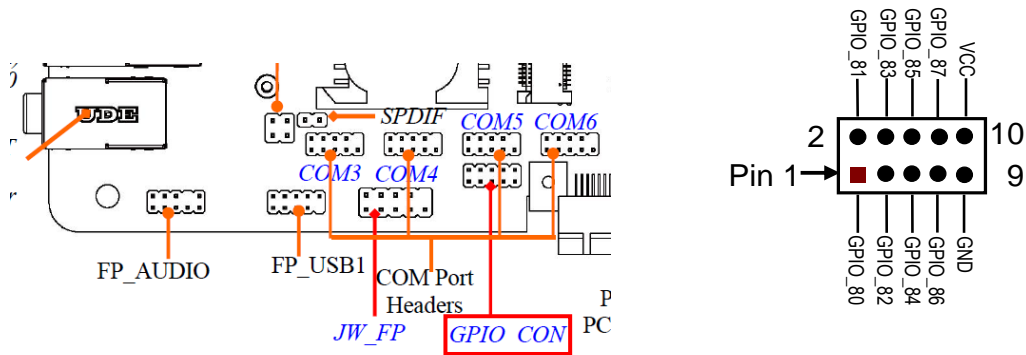 UDE
SPDIF
COM5 COM6
COM3 COM4
FP_AUDIO
FP_USB1
COM Port
Headers
JW_FP
GPIO CON
P
PC
GPIO_81
GPIO_83
GPIO_85
GPIO_87
VCC
2
10
Pin 1
9
GPIO_80
GPIO_82
GPIO_84
GPIO_86
GND